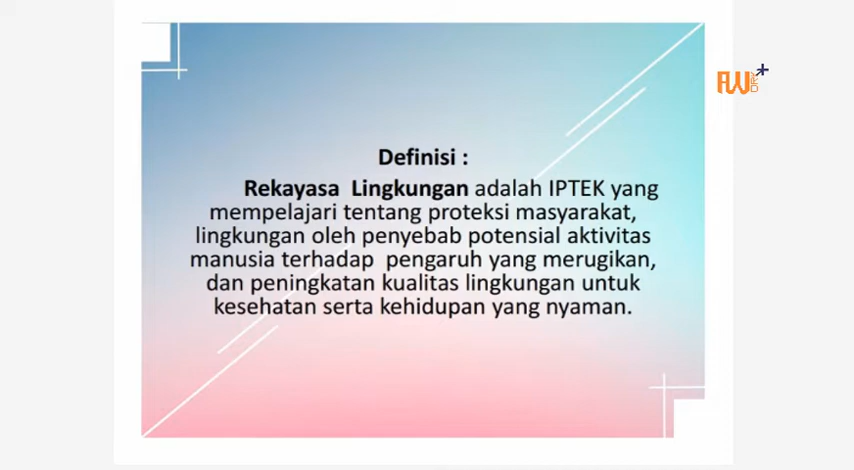 Definisi :
Rekayasa Lingkungan adalah IPTEK yang
mempelajari tentang proteksi masyarakat,
lingkungan oleh penyebab potensial aktivitas
manusia terhadap pengaruh yang merugikan,
dan peningkatan kualitas lingkungan untuk
kesehatan serta kehidupan yang nyaman.